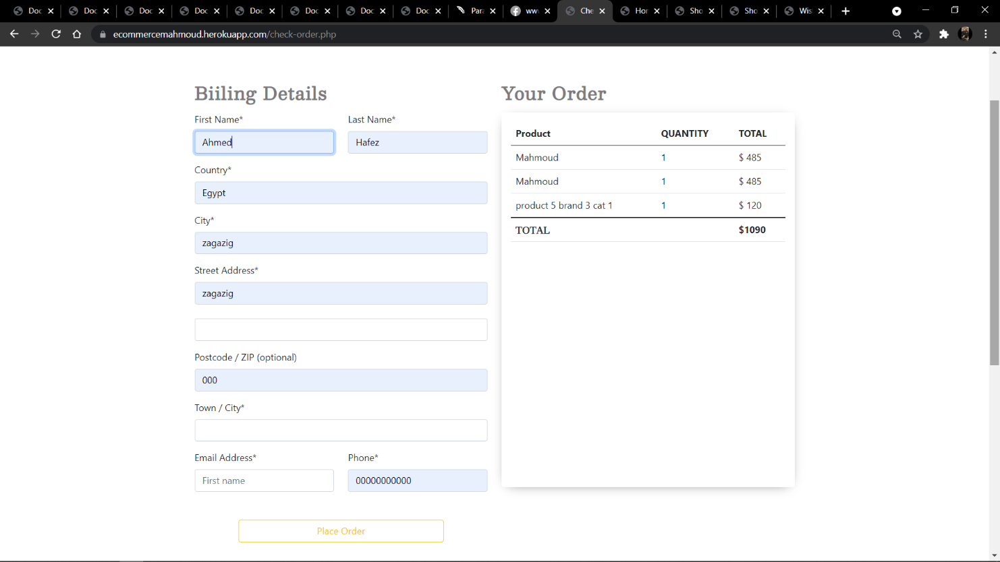 Doc Doc Doc Doc Doc Doc Doc Doc Para www Che Hor Sho Sho Wis
ecommercemahmoud.herokuapp.com/check-order.php
Biiling Details
First Name*
Last Name*
Ahmed
Hafez
Country*
Egypt
City*
zagazig
Street Address*
zagazig
Postcode / ZIP (optional)
000
Town / City*
Email Address*
Phone*
First name
00000000000
Place Order
Your Order
Product QUANTITY TOTAL
Mahmoud 1 $ 485
Mahmoud 1 $ 485
product 5 brand 3 cat 1 1 $ 120
TOTAL $1090